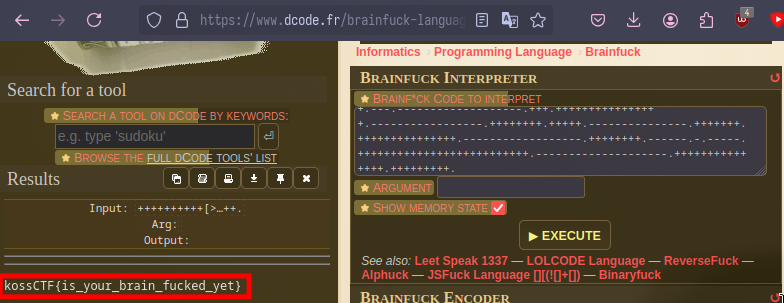 https://www.dcode.fr/brainfuck-languag
4
Informatics › Programming Language › Brainfuck
Search for a tool
SEARCH A TOOL ON DCODE BY KEYWORDS:
e.g. type 'sudoku'
BROWSE THE FULL DCODE TOOLS' LIST
Results
Input: ++++++++++[>…++.
Arg:
Output:
kossCTF{is_your_brain_fucked_yet}
BRAINFUCK INTERPRETER
BRAINF*CK CODE TO INTERPRET
+.-----.--------------------.+++.+++++++++++++++
+.-----------------.++++++++.+++++.---------------.+++++++.
+++++++++++++++.------------------.++++++++.------.-.-----.
++++++++++++++++++++++++++.--------------------.+++++++++++
++++.+++++++++.
ARGUMENT
SHOW MEMORY STATE
▶ EXECUTE
See also: Leet Speak 1337 — LOLCODE Language — ReverseFuck —
Alphuck — JSFuck Language [][(![]+[])] — Binaryfuck
BRAINFUCK ENCODER